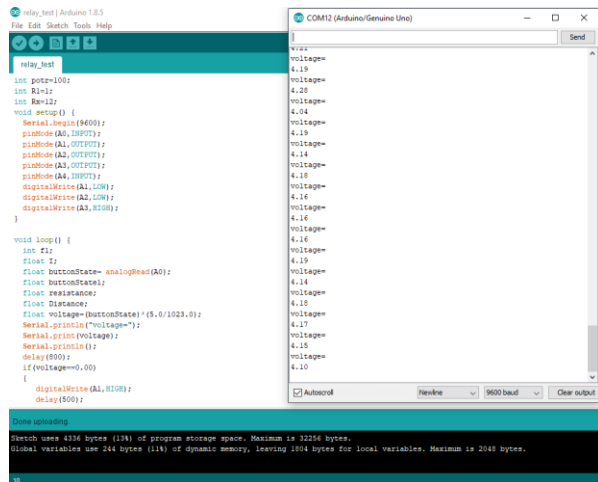 relay_test | Arduino 1.8.5
File Edit Sketch Tools Help
relay_test
int potr=100;
int R1=1;
int Rx=12;
void setup() {
  Serial.begin(9600);
  pinMode(A0,INPUT);
  pinMode(A1,OUTPUT);
  pinMode(A2,OUTPUT);
  pinMode(A3,OUTPUT);
  pinMode(A4,INPUT);
  digitalWrite(A1,LOW);
  digitalWrite(A2,LOW);
  digitalWrite(A3,HIGH);
}
void loop() {
  int f1;
  float I;
  float buttonState= analogRead(A0);
  float buttonState1;
  float resistance;
  float Distance;
  float voltage=(buttonState)*(5.0/1023.0);
  Serial.println("voltage=");
  Serial.print(voltage);
  Serial.println();
  delay(800);
  if(voltage==0.00)
  {
    digitalWrite(A1,HIGH);
    delay(500);
COM12 (Arduino/Genuino Uno)
Send
4.21
voltage=
4.19
voltage=
4.28
voltage=
4.04
voltage=
4.19
voltage=
4.14
voltage=
4.18
voltage=
4.16
voltage=
4.16
voltage=
4.16
voltage=
4.19
voltage=
4.14
voltage=
4.18
voltage=
4.17
voltage=
4.15
voltage=
4.10
Autoscroll
Newline
9600 baud
Clear output
Done uploading.
Sketch uses 4336 bytes (13%) of program storage space. Maximum is 32256 bytes.
Global variables use 244 bytes (11%) of dynamic memory, leaving 1804 bytes for local variables. Maximum is 2048 bytes.